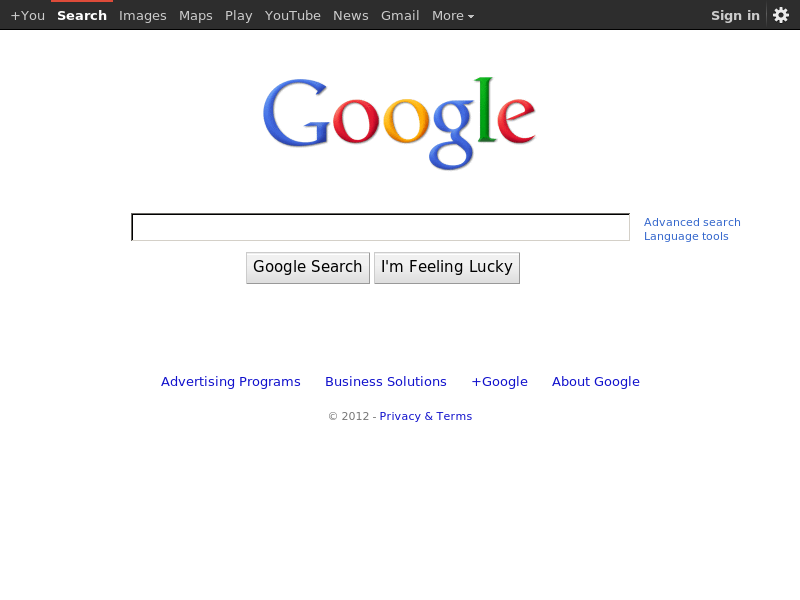 +You Search Images Maps Play YouTube News Gmail More Sign in
Google
Advanced search
Language tools
Google Search I'm Feeling Lucky
Advertising Programs Business Solutions +Google About Google
© 2012 - Privacy & Terms